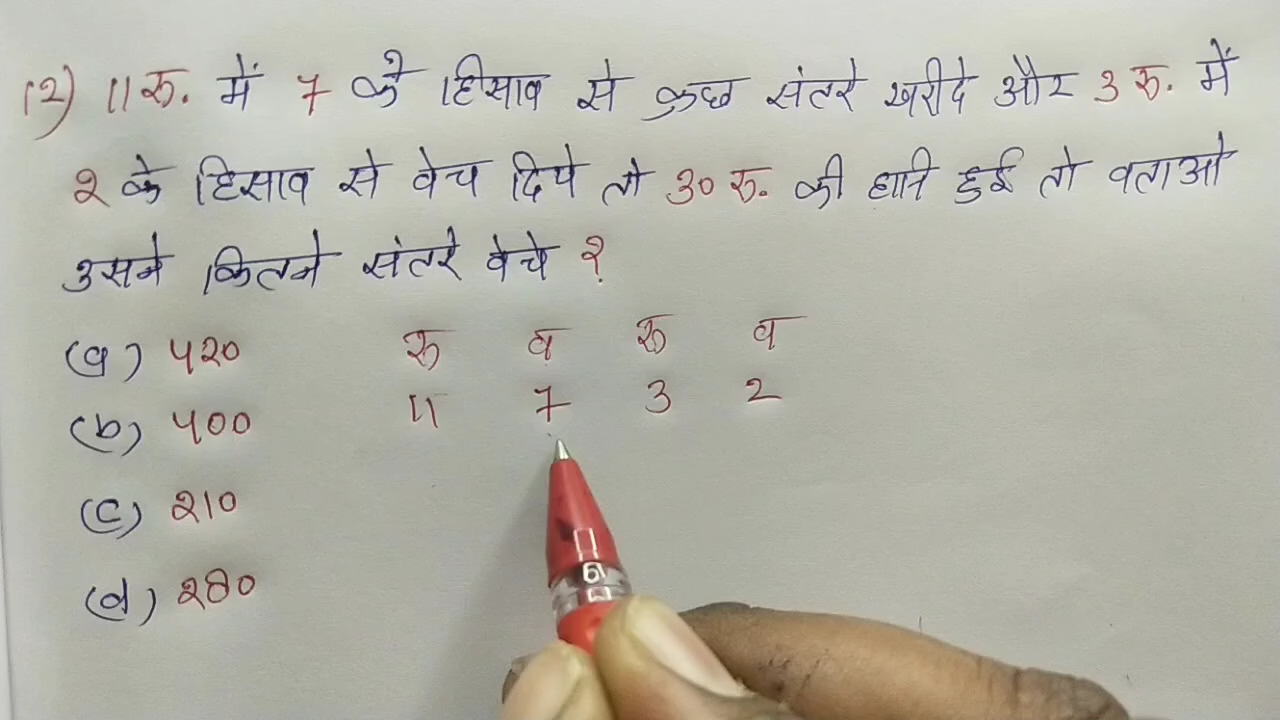 (2) 11 रु. में 7 के हिसाब से कुछ संतरे खरीदे और 3 रु. में
2 के हिसाब से बेच दिये तो 30 रु. की हानि हुई तो बताओ
उसने कितने संतरे बेचे ?
(a) 420
(b) 400
(c) 210
(d) 280
रु व रु व
11 7 3 2